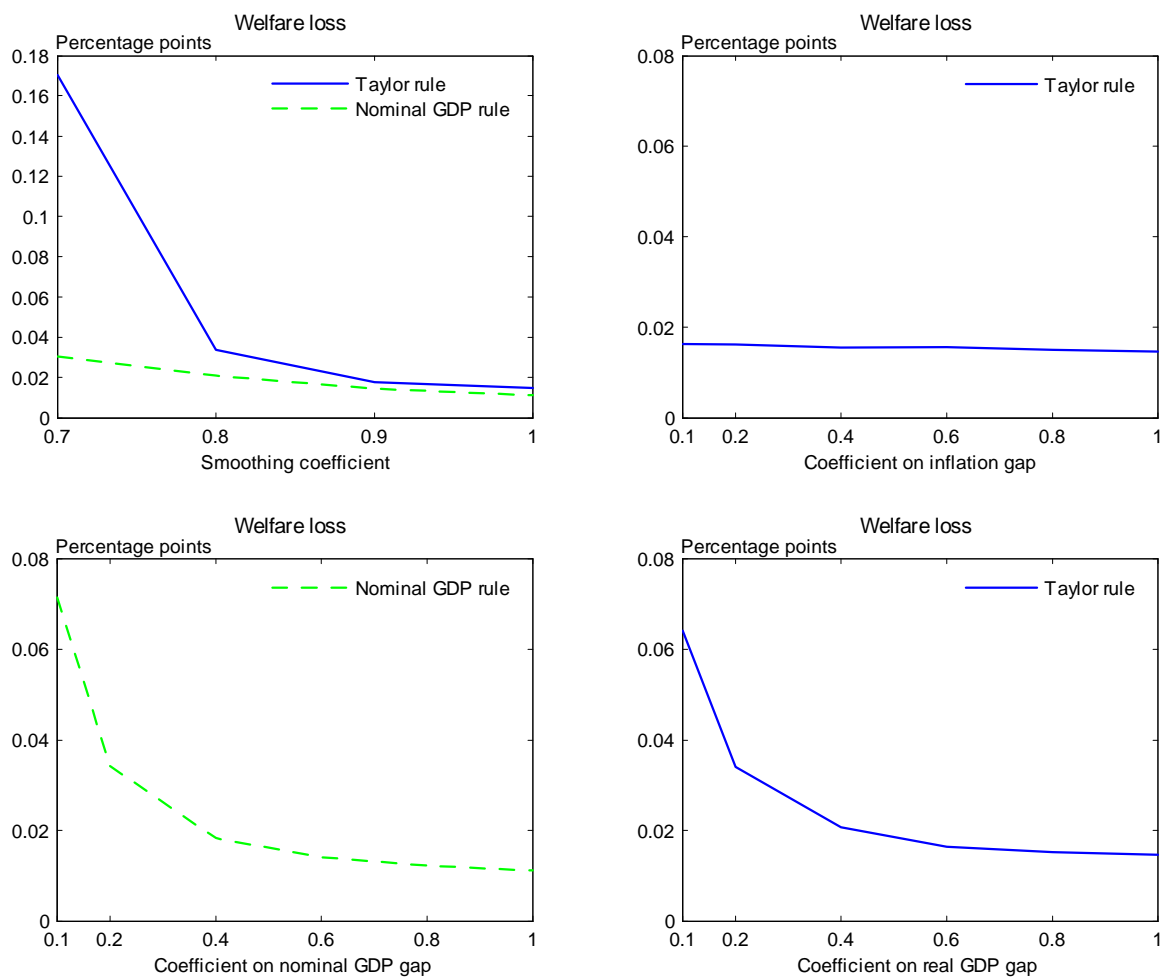 Welfare loss
Percentage points
0.18
0.16
0.14
0.12
0.1
0.08
0.06
0.04
0.02
0
Taylor rule
Nominal GDP rule
0.7 0.8 0.9 1
Smoothing coefficient
Welfare loss
Percentage points
0.08
0.06
0.04
0.02
0
Taylor rule
0.1 0.2 0.4 0.6 0.8 1
Coefficient on inflation gap
Welfare loss
Percentage points
0.08
0.06
0.04
0.02
0
Nominal GDP rule
0.1 0.2 0.4 0.6 0.8 1
Coefficient on nominal GDP gap
Welfare loss
Percentage points
0.08
0.06
0.04
0.02
0
Taylor rule
0.1 0.2 0.4 0.6 0.8 1
Coefficient on real GDP gap